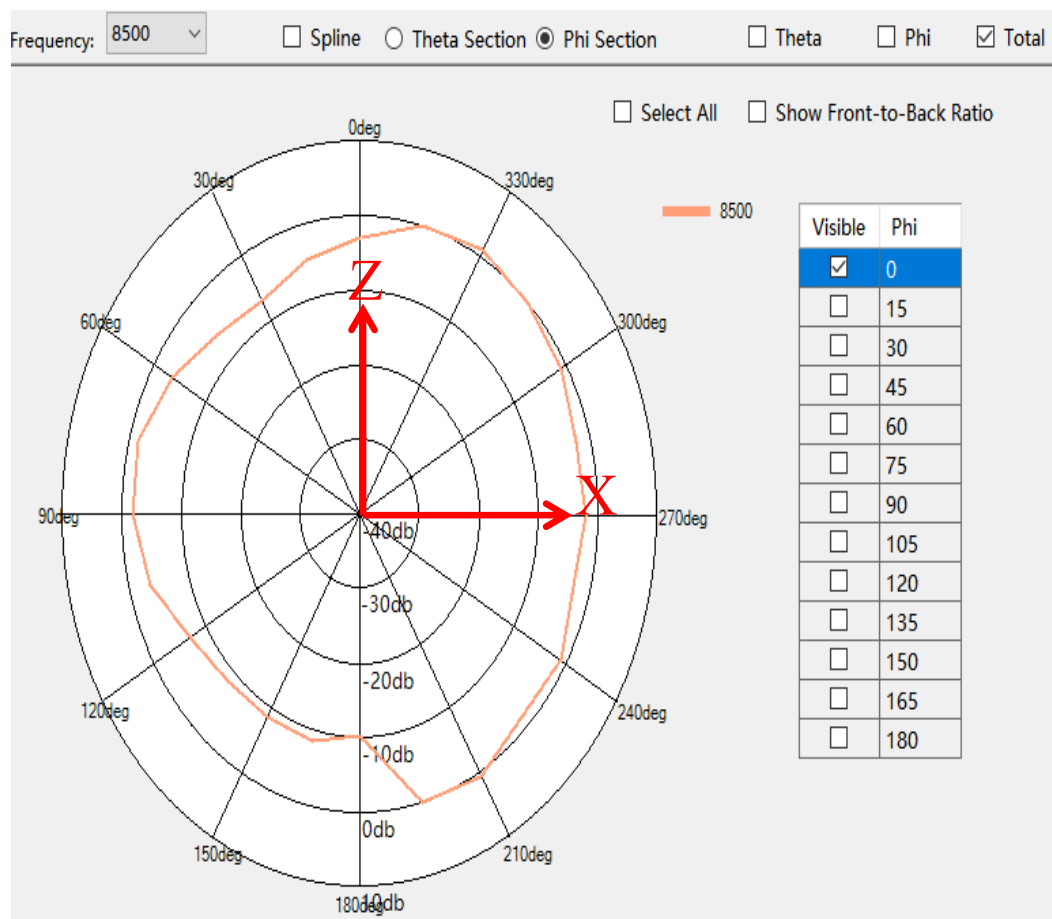 Frequency: 8500 Spline Theta Section Phi Section Theta Phi Total
Select All Show Front-to-Back Ratio
0deg
30deg 330deg
8500
Visible Phi
0
15
30
45
60
75
90
105
120
135
150
165
180
Z
60deg 300deg
X
90deg 270deg
-40db
-30db
-20db
120deg 240deg
-10db
0db
150deg 210deg
180deg 10db